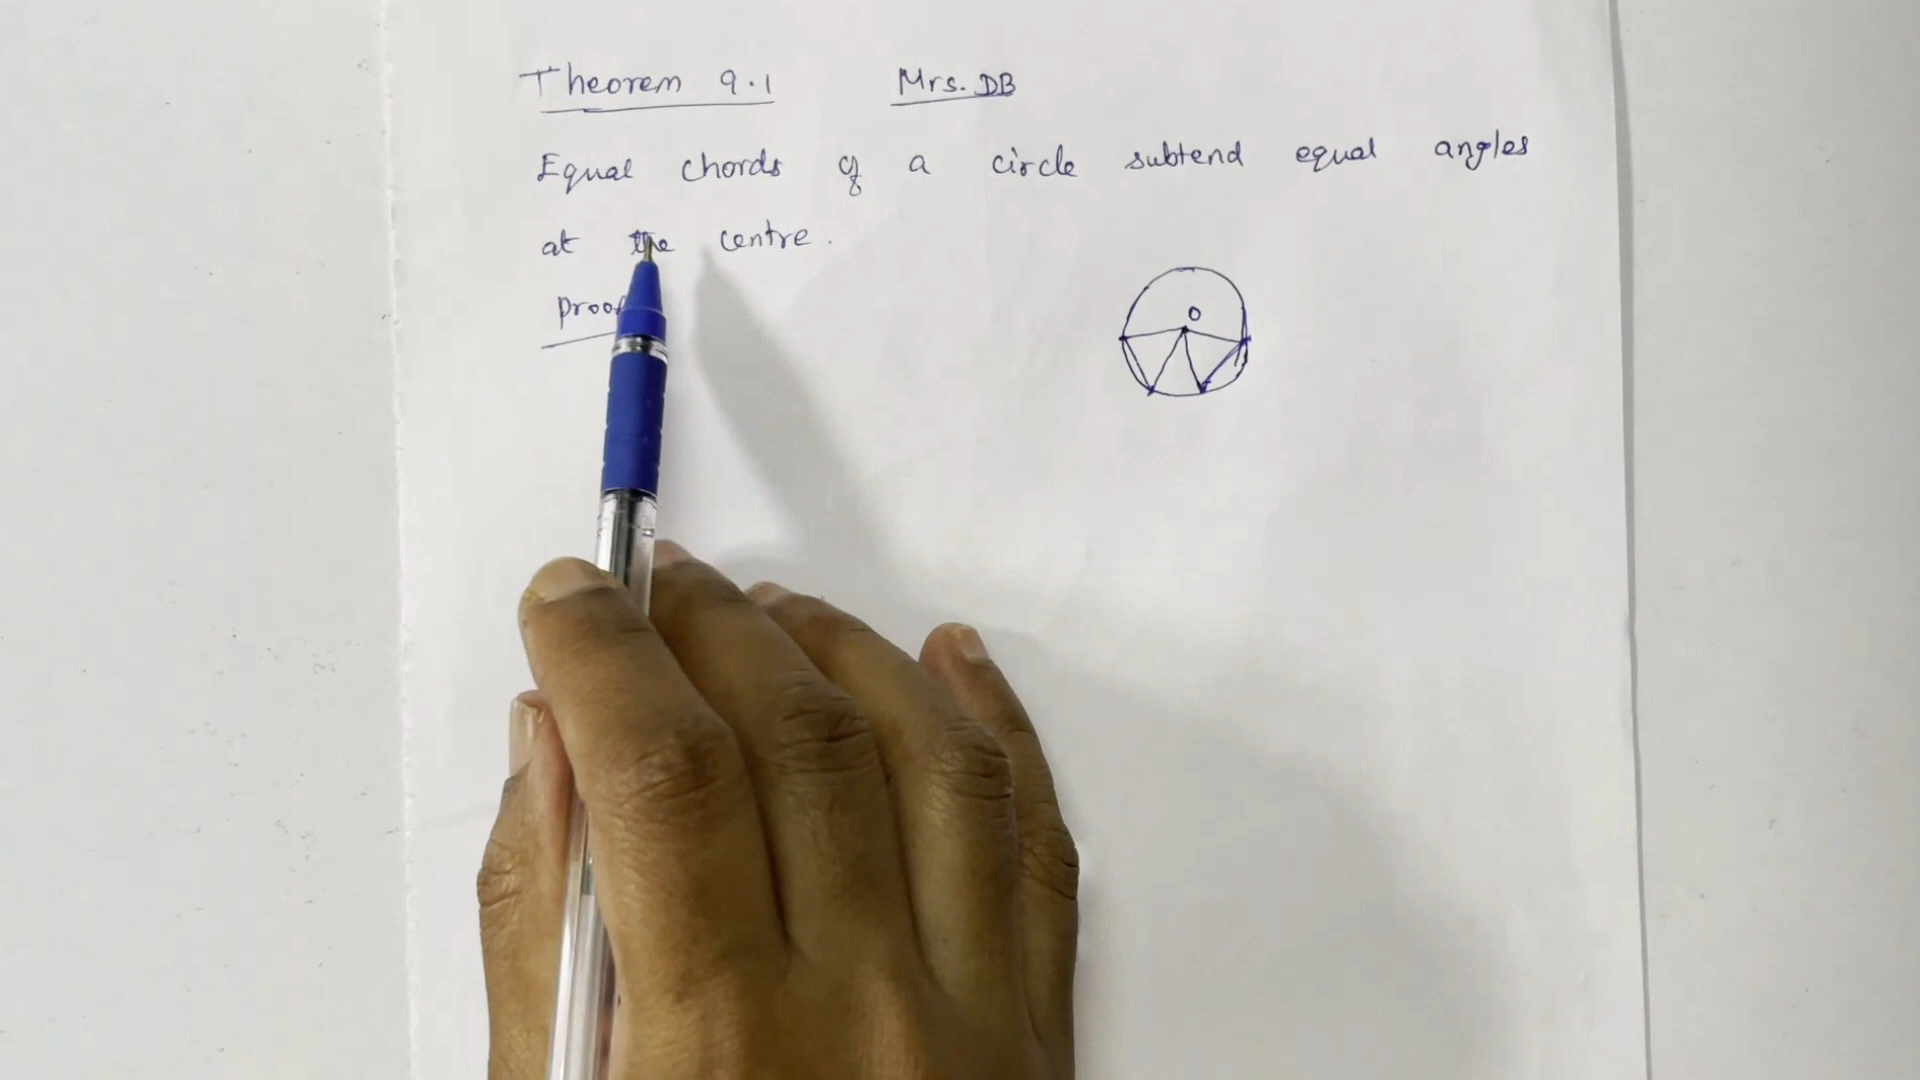 Theorem 9.1 Mrs. DB
Equal chords of a circle subtend equal angles
at the centre.
Proof
O